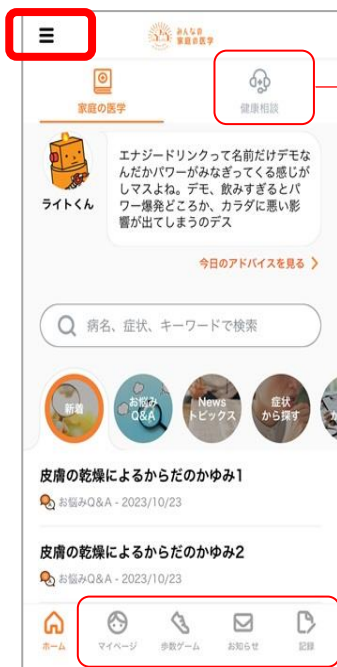 みんなの
家庭の医学
家庭の医学
健康相談
エナジードリンクって名前だけデモな
んだかパワーがみなぎってくる感じが
しマスよね。デモ、飲みすぎるとパ
ワー爆発どころか、カラダに悪い影
響が出てしまうのデス
ライトくん
今日のアドバイスを見る
病名、症状、キーワードで検索
新着
お悩み
Q&A
News
トピックス
症状
から探す
皮膚の乾燥によるからだのかゆみ1
お悩みQ&A - 2023/10/23
皮膚の乾燥によるからだのかゆみ2
お悩みQ&A - 2023/10/23
ホーム
マイページ
歩数ゲーム
お知らせ
記録